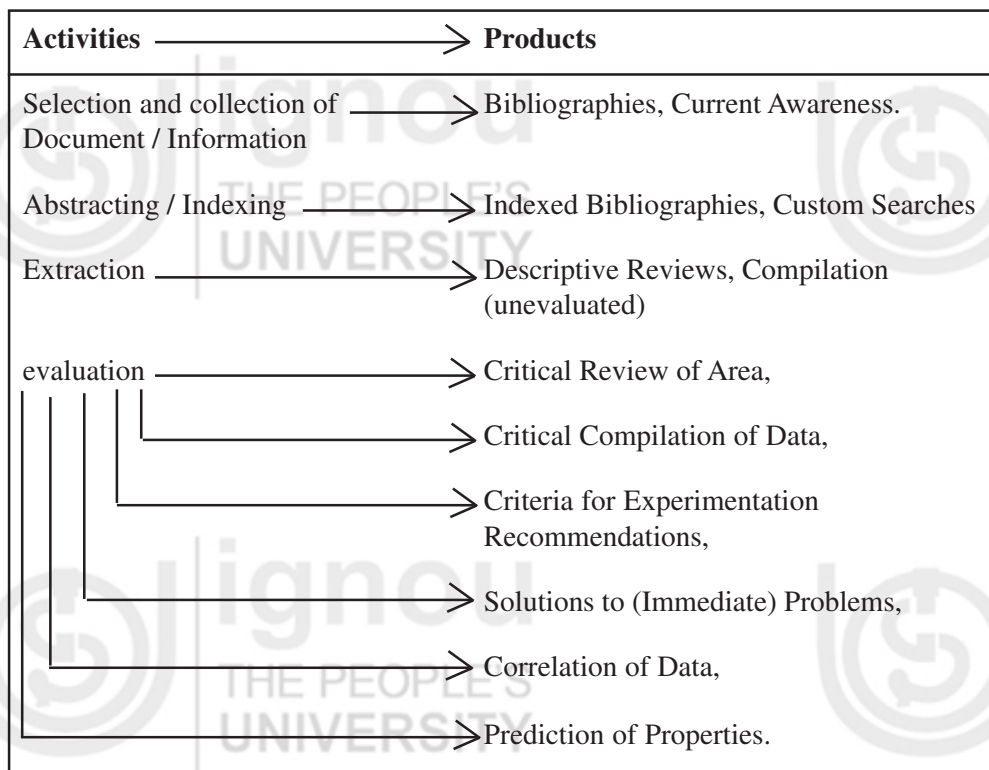 Activities Products
Selection and collection of Bibliographies, Current Awareness.
Document / Information
Abstracting / Indexing Indexed Bibliographies, Custom Searches
Extraction Descriptive Reviews, Compilation
(unevaluated)
evaluation Critical Review of Area,
Critical Compilation of Data,
Criteria for Experimentation
Recommendations,
Solutions to (Immediate) Problems,
Correlation of Data,
Prediction of Properties.
ignou
THE PEOPLE'S
UNIVERSITY
ignou
THE PEOPLE'S
UNIVERSITY